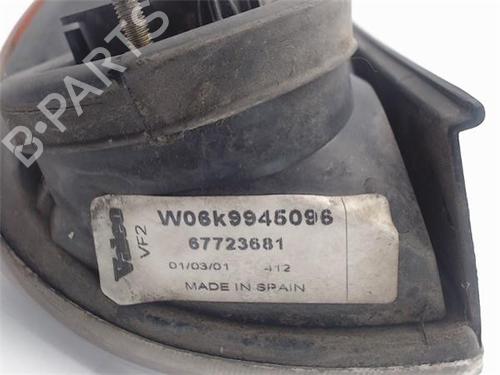 B-PARTS
Valeo
VF2
W06k9945096
67723681
01/03/01 412
MADE IN SPAIN